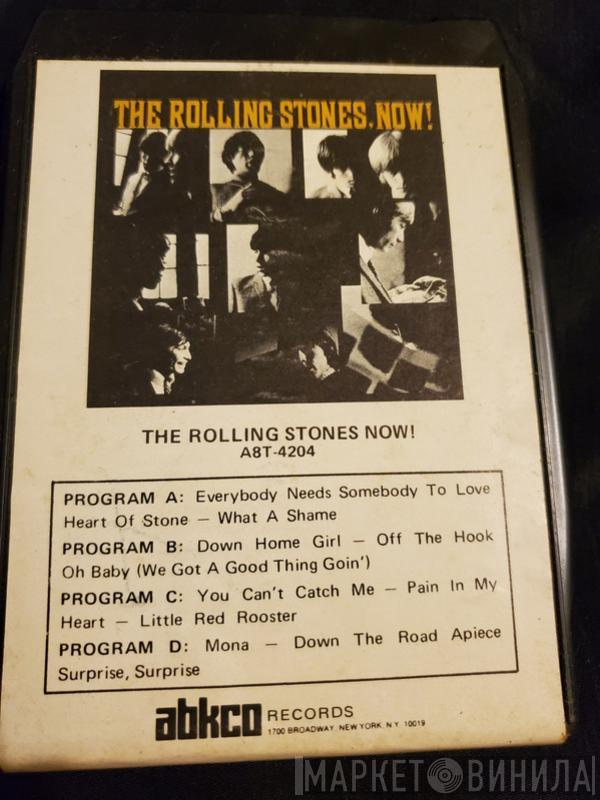 THE ROLLING STONES, NOW!
THE ROLLING STONES NOW!
A8T-4204
PROGRAM A: Everybody Needs Somebody To Love
Heart Of Stone – What A Shame
PROGRAM B: Down Home Girl – Off The Hook
Oh Baby (We Got A Good Thing Goin')
PROGRAM C: You Can't Catch Me – Pain In My
Heart – Little Red Rooster
PROGRAM D: Mona – Down The Road Apiece
Surprise, Surprise
abkco RECORDS
1700 BROADWAY, NEW YORK, N.Y. 10019
МАРКЕТ ВИНИЛА